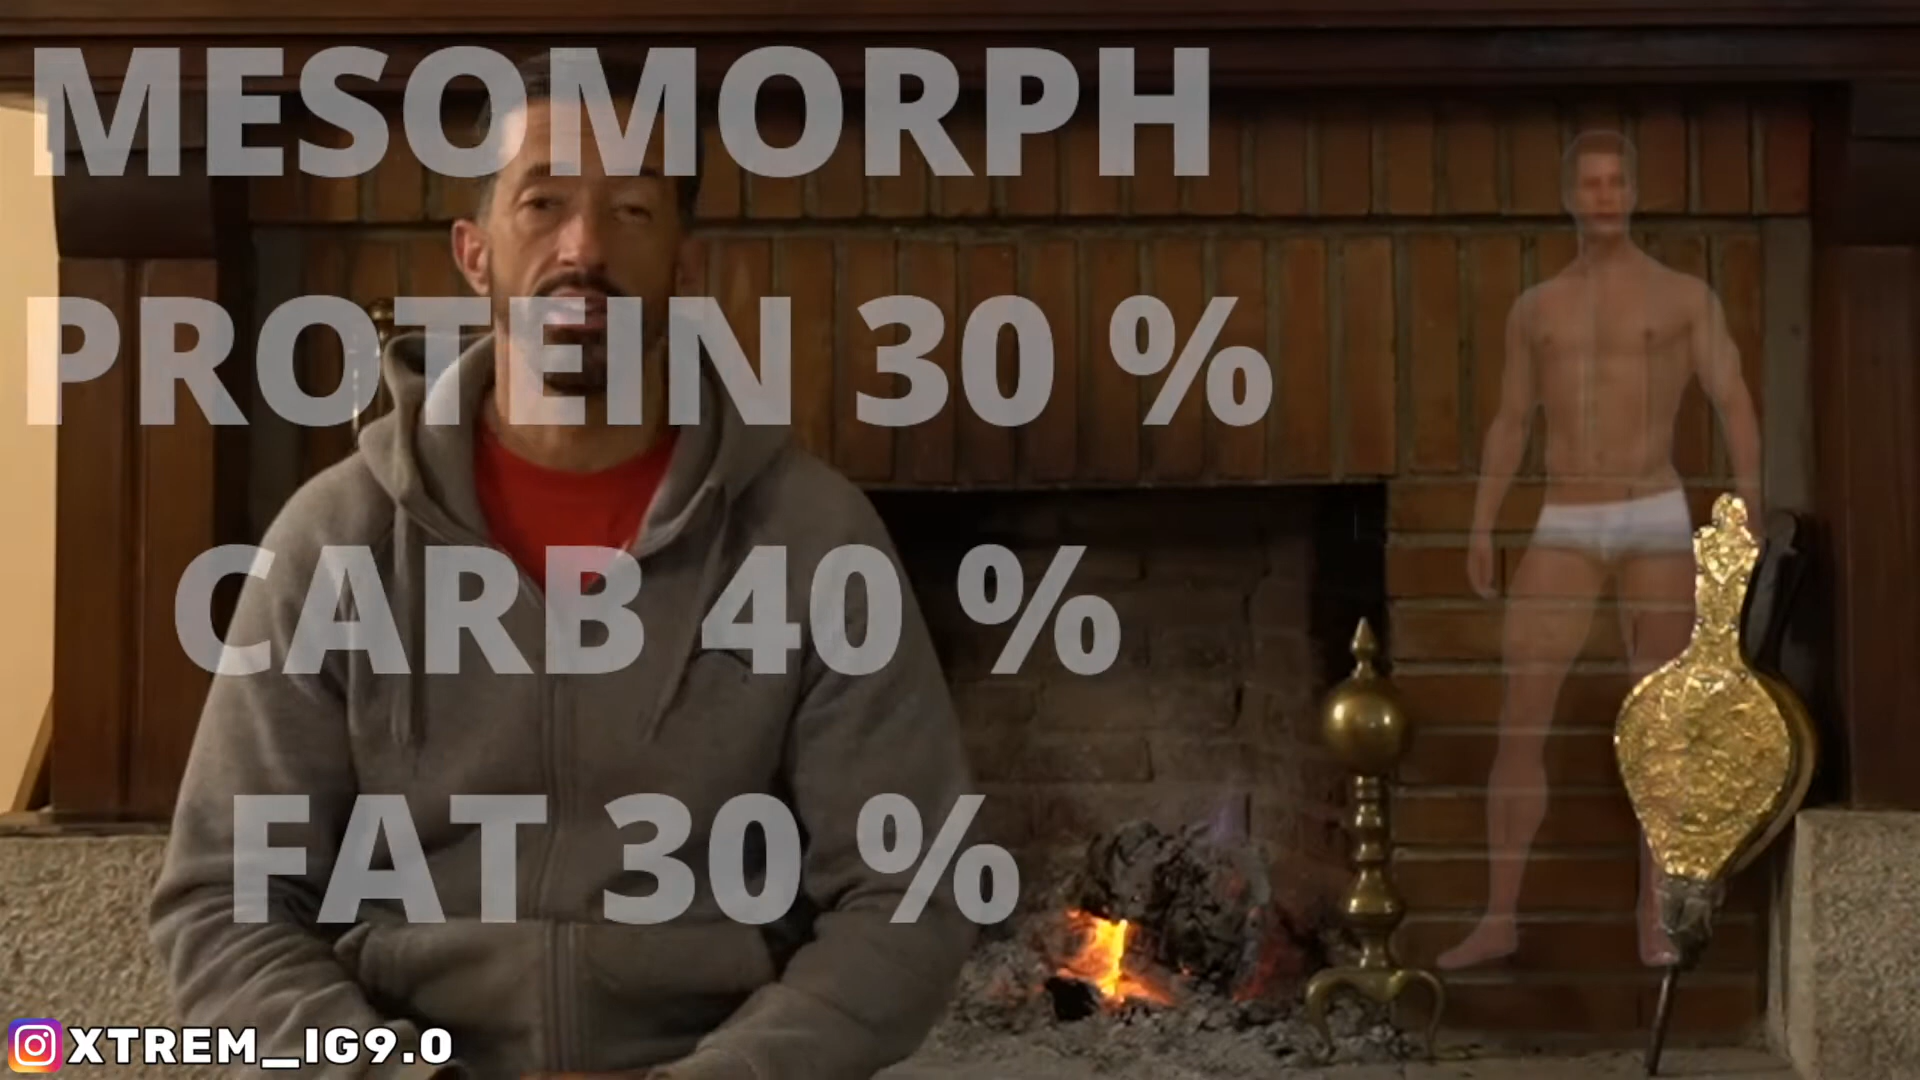 MESOMORPH
PROTEIN 30 %
CARB 40 %
FAT 30 %
XTREM_IG9.0